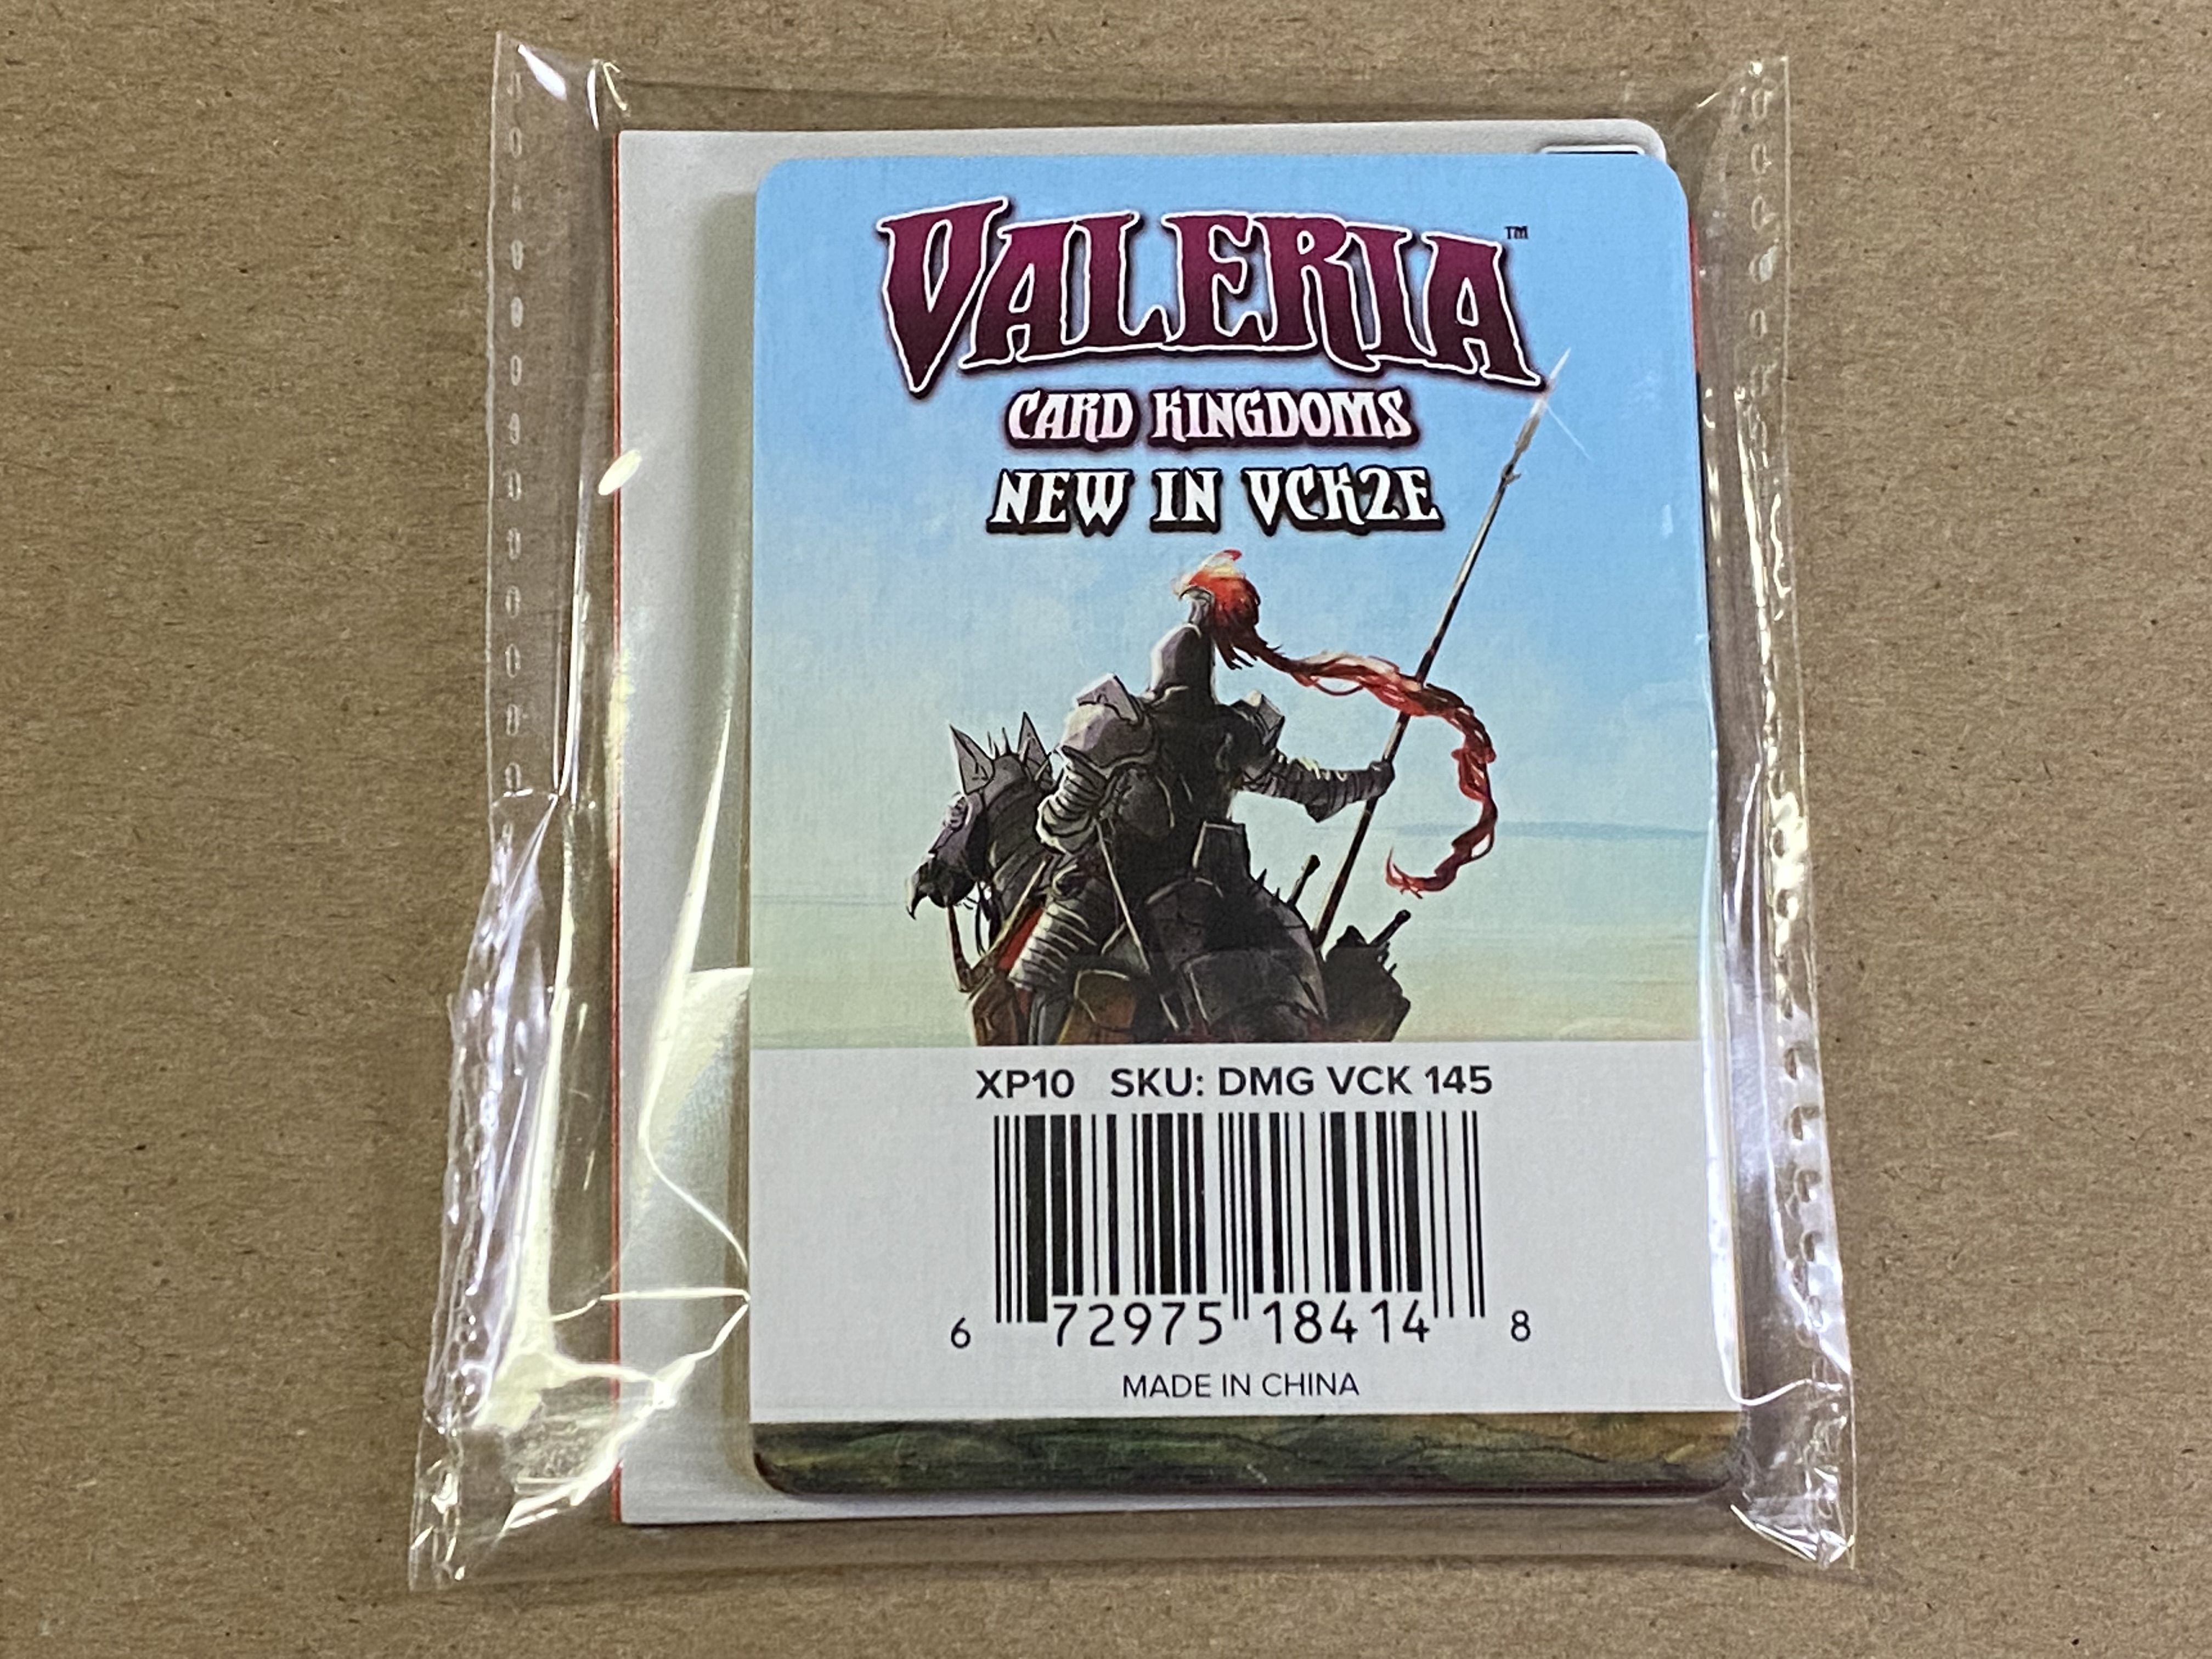 VALERIA™
CARD KINGDOMS
NEW IN VCK2E
XP10 SKU: DMG VCK 145
6 72975 18414 8
MADE IN CHINA